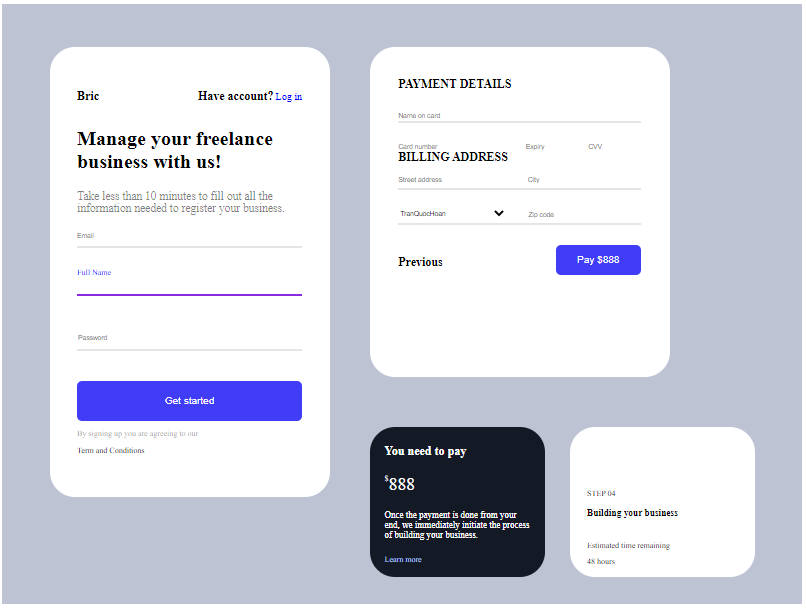 Bric
Have account? Log in
Manage your freelance
business with us!
Take less than 10 minutes to fill out all the
information needed to register your business.
Email
Full Name
Password
Get started
By signing up you are agreeing to our
Term and Conditions
PAYMENT DETAILS
Name on card
Card number Expiry CVV
BILLING ADDRESS
Street address City
TranQuocHoan Zip code
Previous Pay $888
You need to pay
$888
Once the payment is done from your
end, we immediately initiate the process
of building your business.
Learn more
STEP 04
Building your business
Estimated time remaining
48 hours